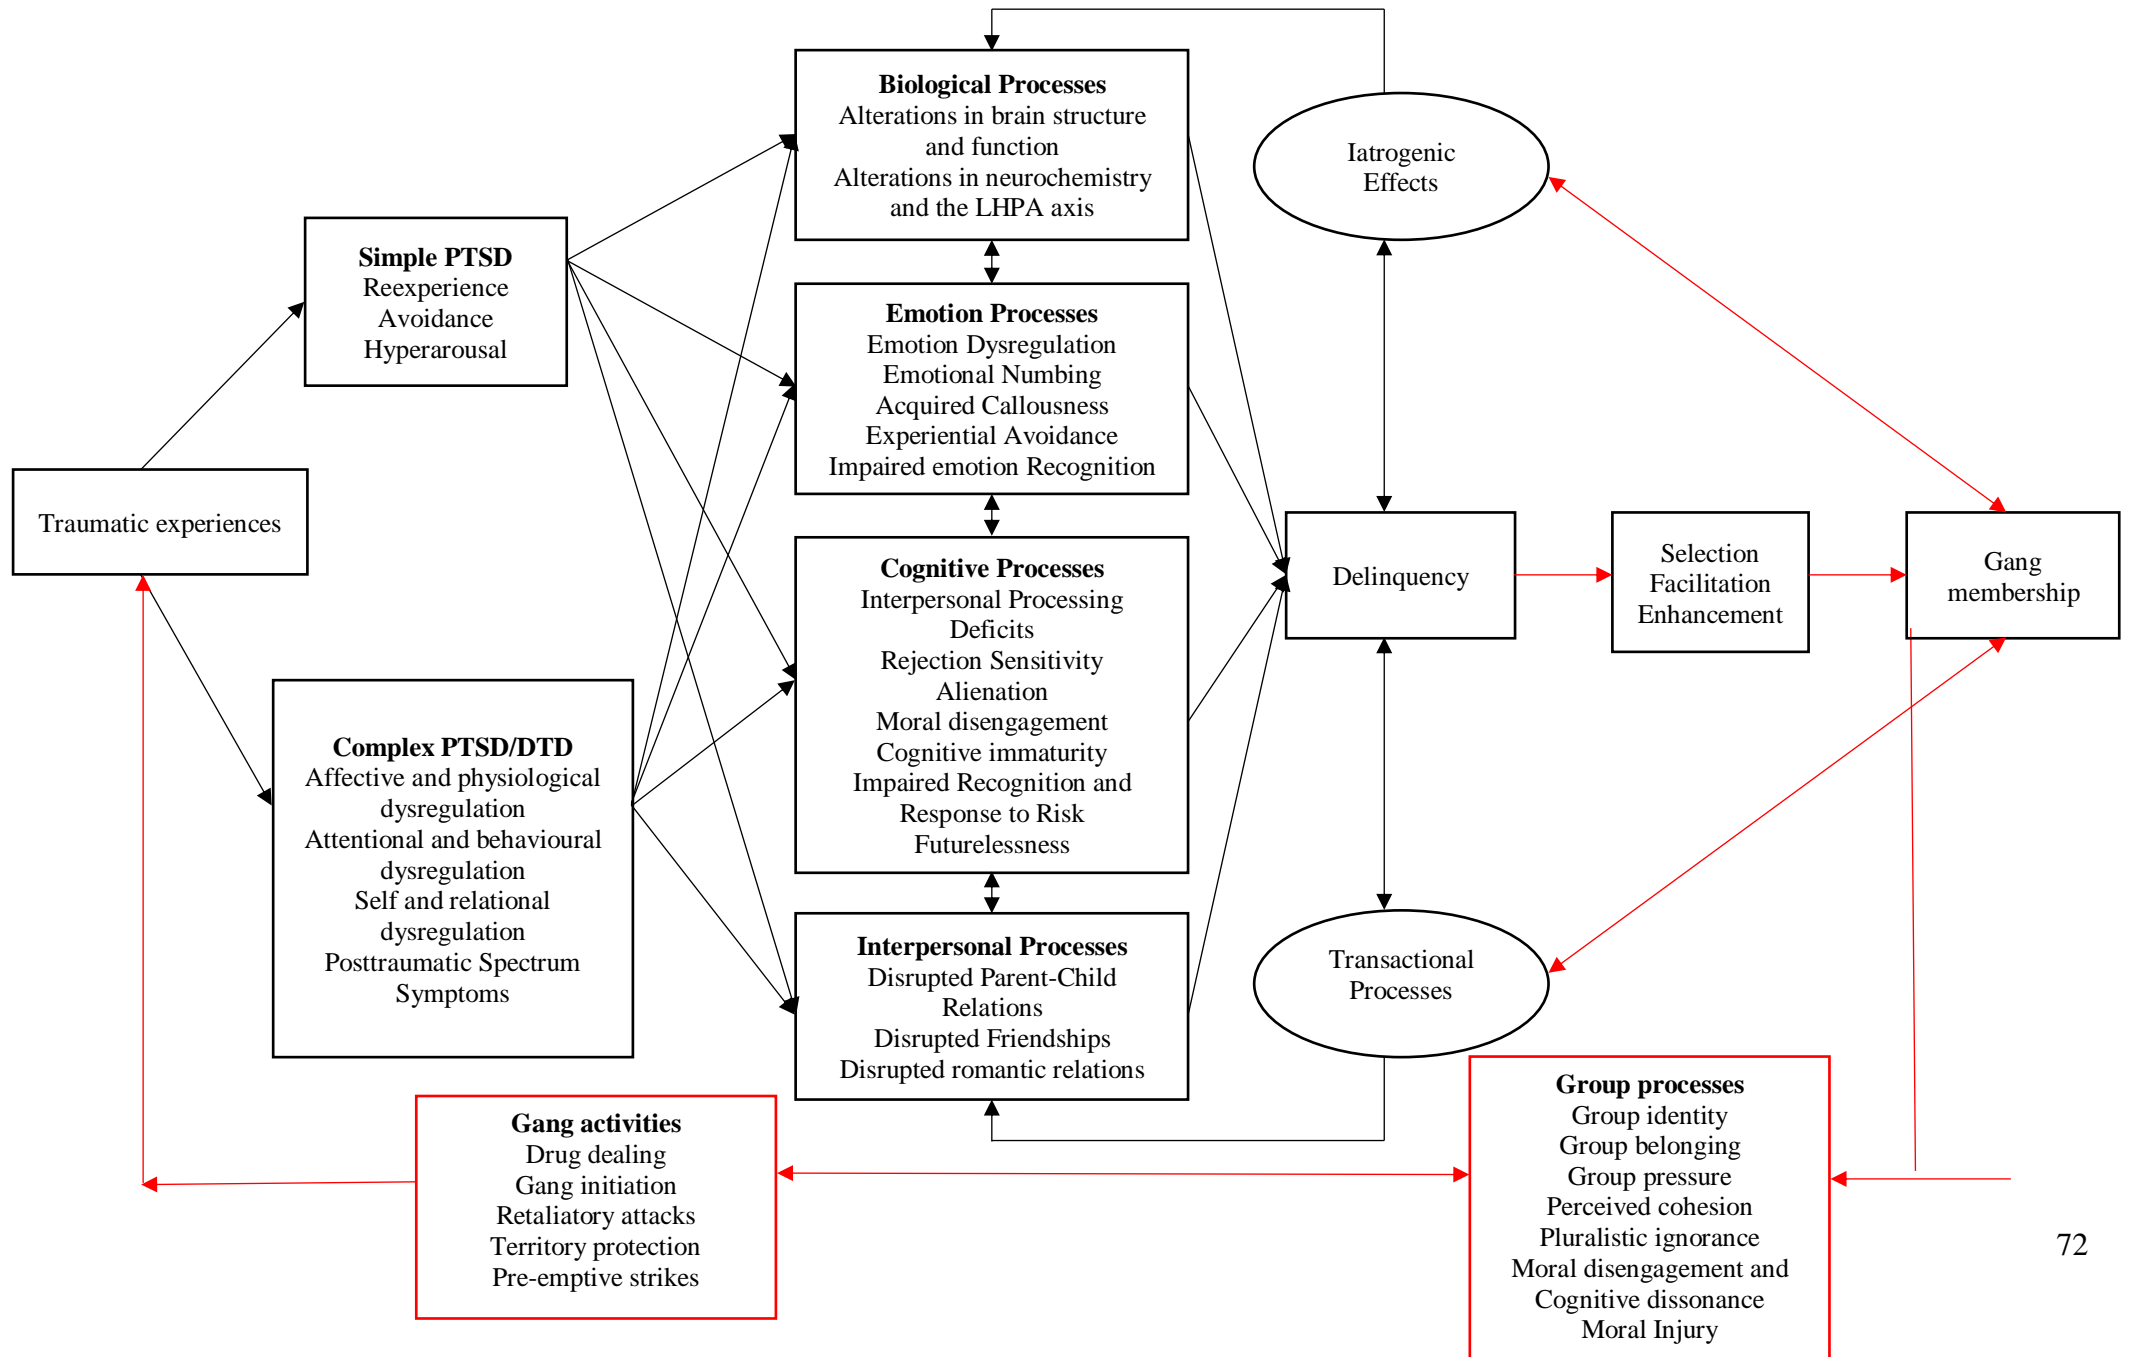 Traumatic experiences
Simple PTSD
Reexperience
Avoidance
Hyperarousal
Complex PTSD/DTD
Affective and physiological
dysregulation
Attentional and behavioural
dysregulation
Self and relational
dysregulation
Posttraumatic Spectrum
Symptoms
Biological Processes
Alterations in brain structure
and function
Alterations in neurochemistry
and the LHPA axis
Emotion Processes
Emotion Dysregulation
Emotional Numbing
Acquired Callousness
Experiential Avoidance
Impaired emotion Recognition
Cognitive Processes
Interpersonal Processing
Deficits
Rejection Sensitivity
Alienation
Moral disengagement
Cognitive immaturity
Impaired Recognition and
Response to Risk
Futurelessness
Interpersonal Processes
Disrupted Parent-Child
Relations
Disrupted Friendships
Disrupted romantic relations
Iatrogenic
Effects
Delinquency
Transactional
Processes
Selection
Facilitation
Enhancement
Gang
membership
Gang activities
Drug dealing
Gang initiation
Retaliatory attacks
Territory protection
Pre-emptive strikes
Group processes
Group identity
Group belonging
Group pressure
Perceived cohesion
Pluralistic ignorance
Moral disengagement and
Cognitive dissonance
Moral Injury
72